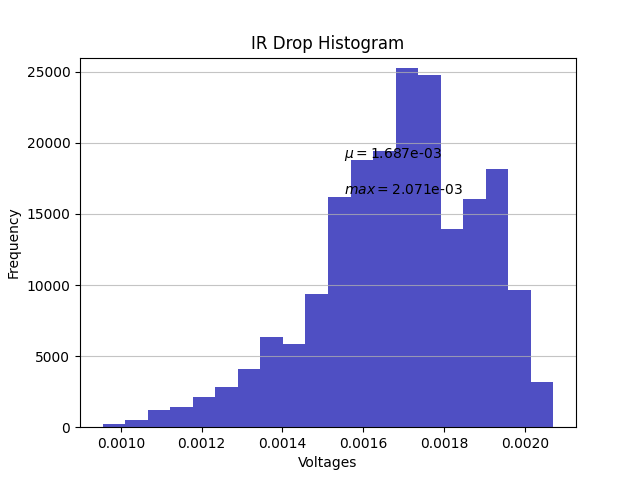 IR Drop Histogram
25000
20000
15000
10000
5000
0
Frequency
μ = 1.687e-03
max = 2.071e-03
0.0010 0.0012 0.0014 0.0016 0.0018 0.0020
Voltages